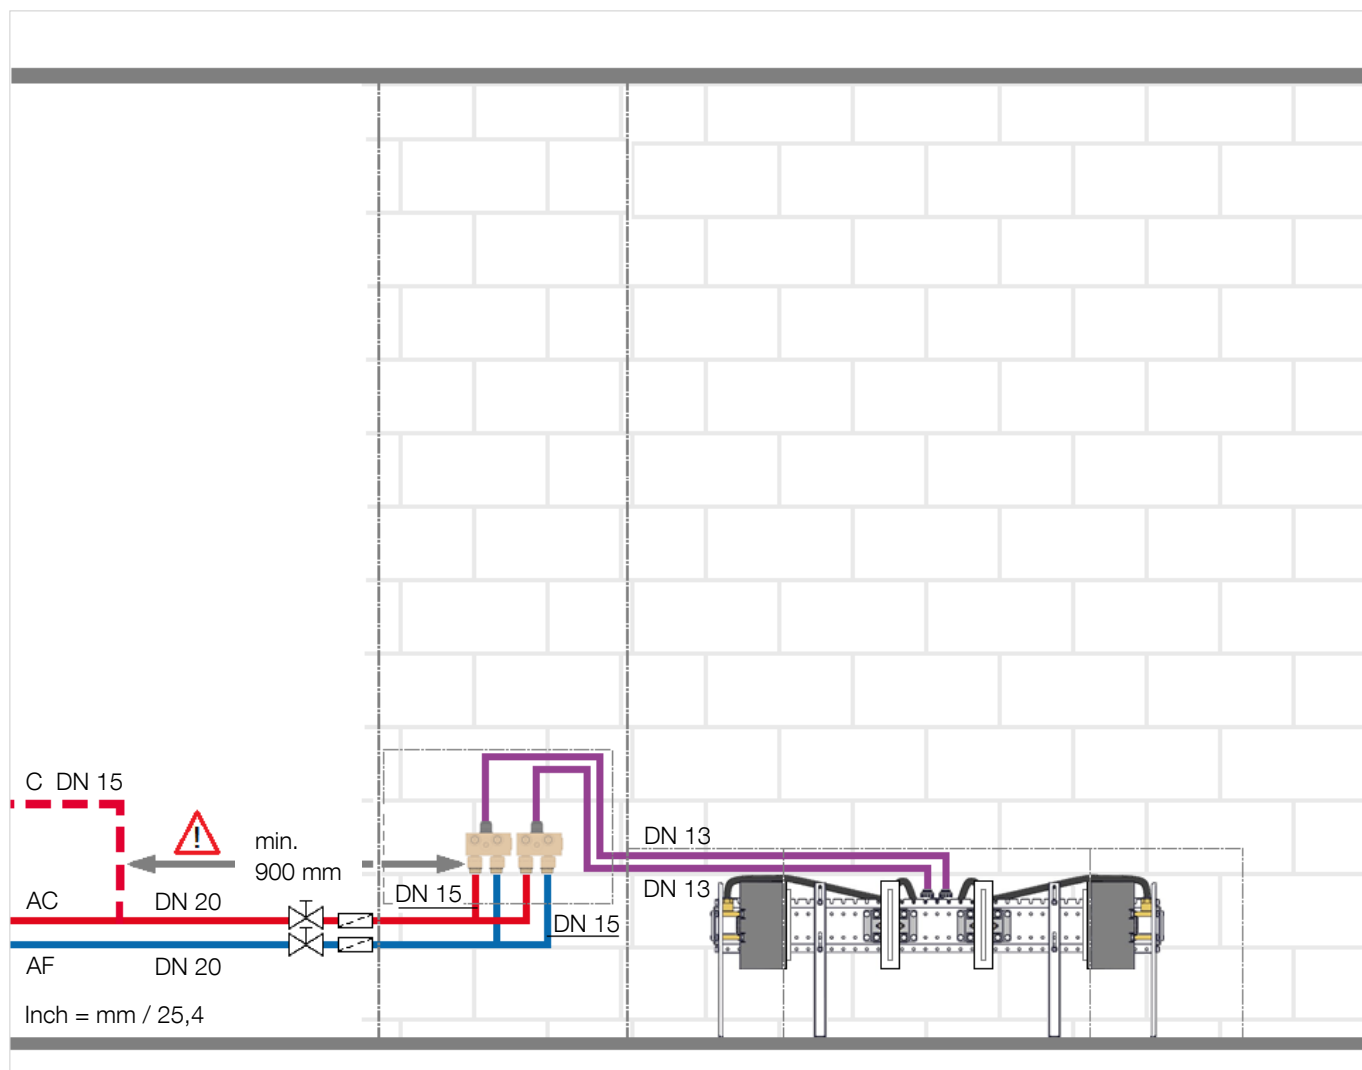 C DN 15
!
min.
900 mm
DN 13
DN 13
AC
DN 20
DN 15
DN 15
AF
DN 20
Inch = mm / 25,4